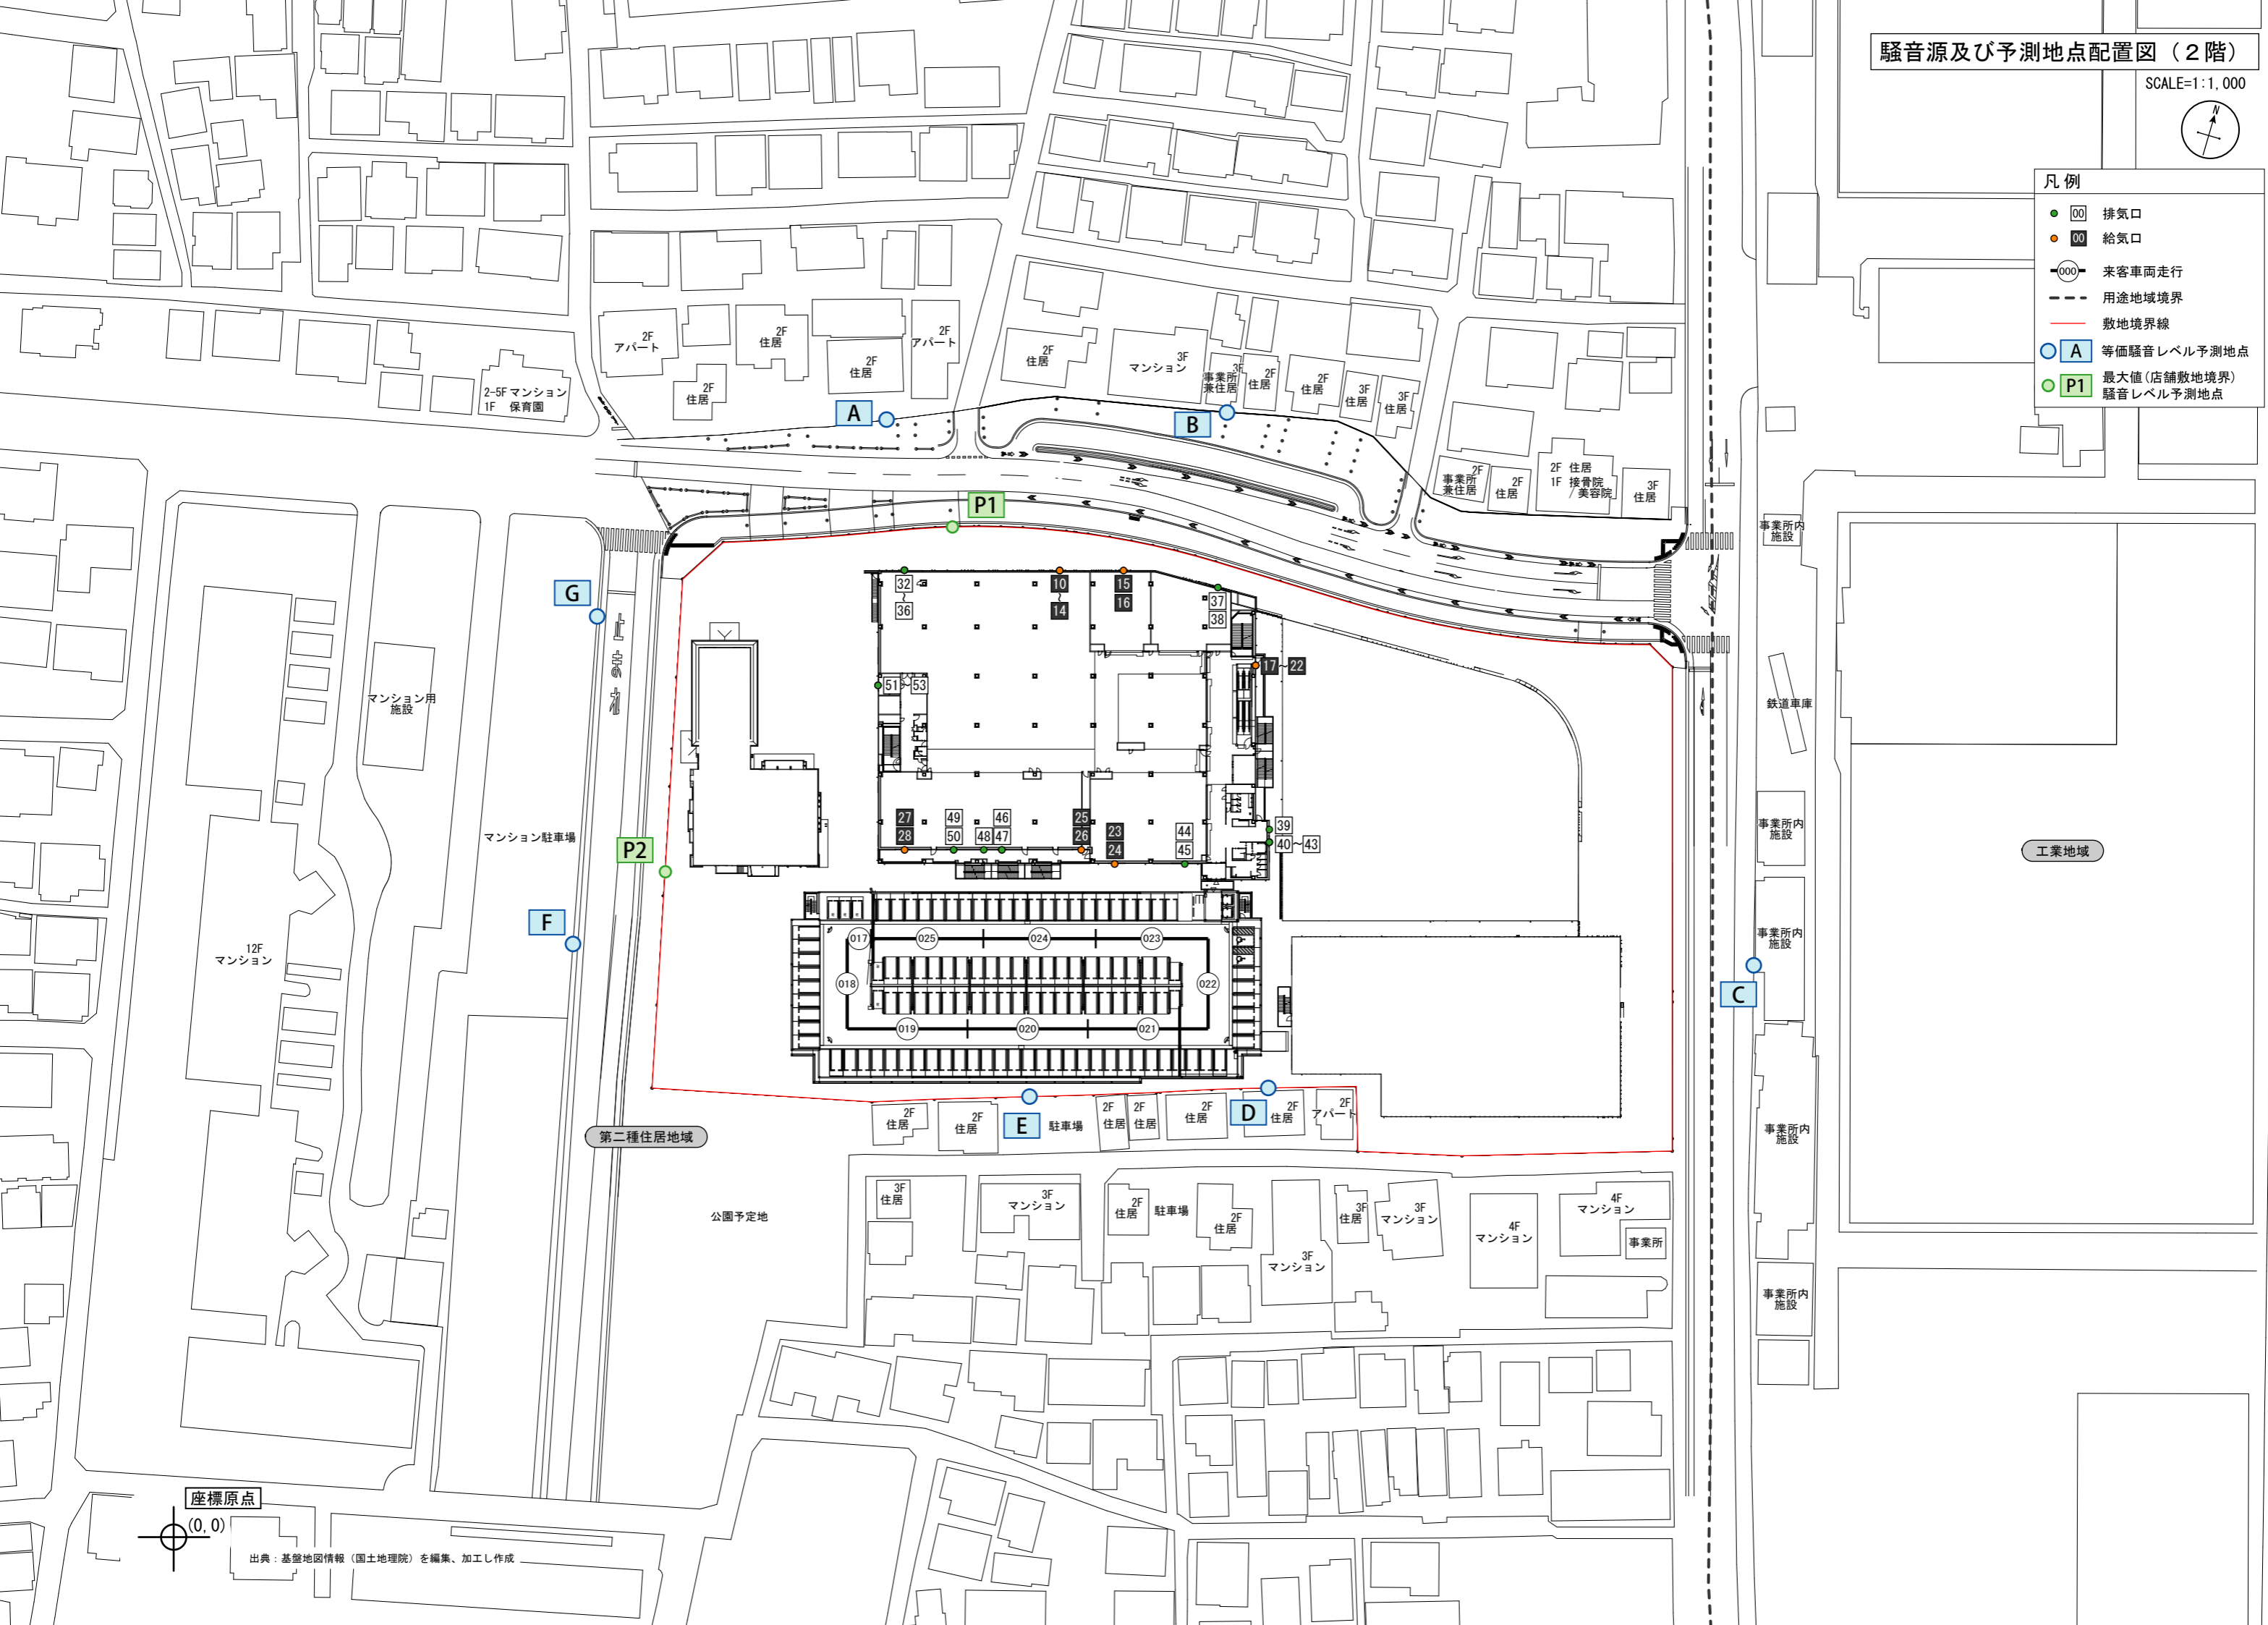 騒音源及び予測地点配置図（２階）
SCALE=1:1,000
N
凡 例
00 排気口
00 給気口
000 来客車両走行
用途地域境界
敷地境界線
A 等価騒音レベル予測地点
P1 最大値(店舗敷地境界)
騒音レベル予測地点
2F
アパート
2F
住居
2F
住居
2F
住居
2F
アパート
2-5F マンション
1F 保育園
2F
住居
3F
マンション
3F
事業所
兼住居
2F
住居
2F
住居
3F
住居
3F
住居
A
B
2F
事業所
兼住居
2F
住居
2F 住居
1F 接骨院
/ 美容院
3F
住居
P1
事業所内
施設
G
32
~
36
10
~
14
15
16
37
38
17~22
51~53
マンション用
施設
鉄道車庫
マンション駐車場
P2
27
28
49
50
46
48 47
25
26
23
24
44
45
39
40~43
事業所内
施設
工業地域
F
12F
マンション
017
025
024
023
018
022
019
020
021
事業所内
施設
C
2F
住居
2F
住居
E
駐車場
2F
住居
2F
住居
2F
住居
D
2F
住居
2F
アパート
第二種住居地域
事業所内
施設
公園予定地
3F
住居
3F
マンション
2F
住居
駐車場
2F
住居
3F
マンション
3F
住居
3F
マンション
4F
マンション
4F
マンション
事業所
事業所内
施設
座標原点
(0,0)
出典：基盤地図情報（国土地理院）を編集、加工し作成